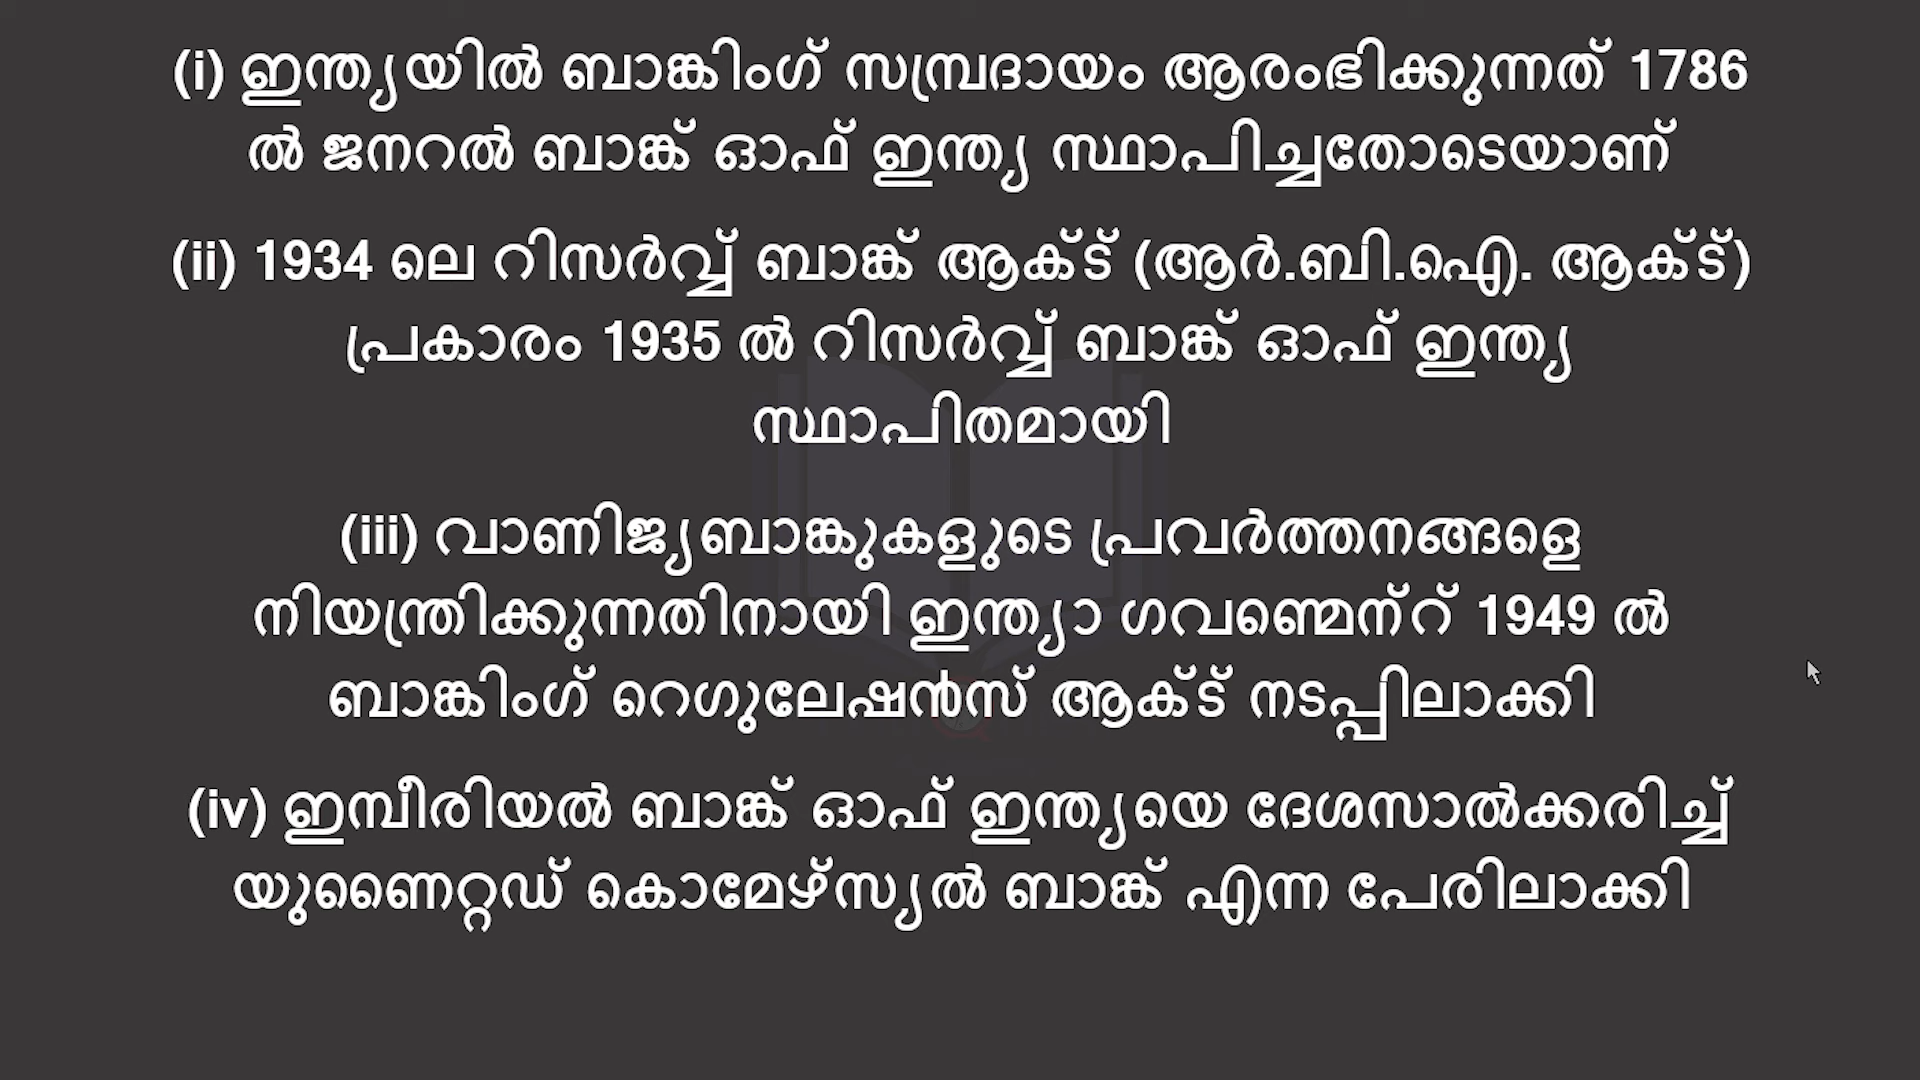 (i) ഇന്ത്യയിൽ ബാങ്കിംഗ് സമ്പ്രദായം ആരംഭിക്കുന്നത് 1786
ൽ ജനറൽ ബാങ്ക് ഓഫ് ഇന്ത്യ സ്ഥാപിച്ചതോടെയാണ്
(ii) 1934 ലെ റിസർവ്വ് ബാങ്ക് ആക്ട് (ആർ.ബി.ഐ. ആക്ട്)
പ്രകാരം 1935 ൽ റിസർവ്വ് ബാങ്ക് ഓഫ് ഇന്ത്യ
സ്ഥാപിതമായി
(iii) വാണിജ്യബാങ്കുകളുടെ പ്രവർത്തനങ്ങളെ
നിയന്ത്രിക്കുന്നതിനായി ഇന്ത്യാ ഗവണ്മെന്റ് 1949 ൽ
ബാങ്കിംഗ് റെഗുലേഷൻസ് ആക്ട് നടപ്പിലാക്കി
(iv) ഇമ്പീരിയൽ ബാങ്ക് ഓഫ് ഇന്ത്യയെ ദേശസാൽക്കരിച്ച്
യുണൈറ്റഡ് കൊമേഴ്സ്യൽ ബാങ്ക് എന്ന പേരിലാക്കി